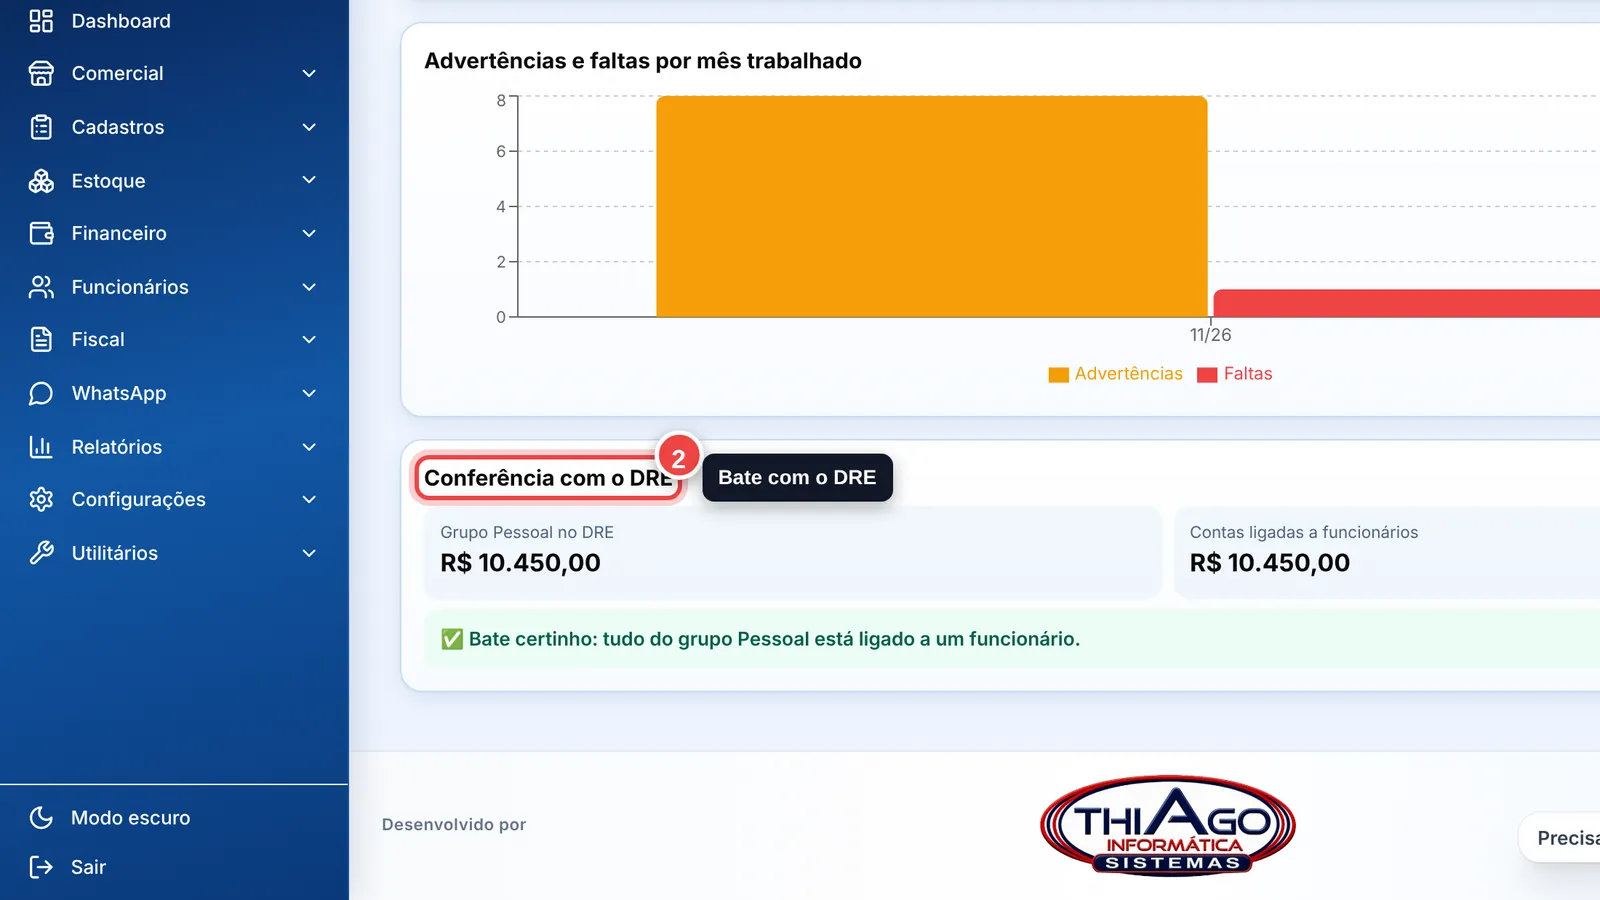 Dashboard
Comercial
Cadastros
Estoque
Financeiro
Funcionários
Fiscal
WhatsApp
Relatórios
Configurações
Utilitários
Modo escuro
Sair
Advertências e faltas por mês trabalhado
8
6
4
2
0
11/26
Advertências
Faltas
Conferência com o DRE
2
Bate com o DRE
Grupo Pessoal no DRE
R$ 10.450,00
Contas ligadas a funcionários
R$ 10.450,00
✅ Bate certinho: tudo do grupo Pessoal está ligado a um funcionário.
Desenvolvido por
THIAGO
INFORMÁTICA
SISTEMAS